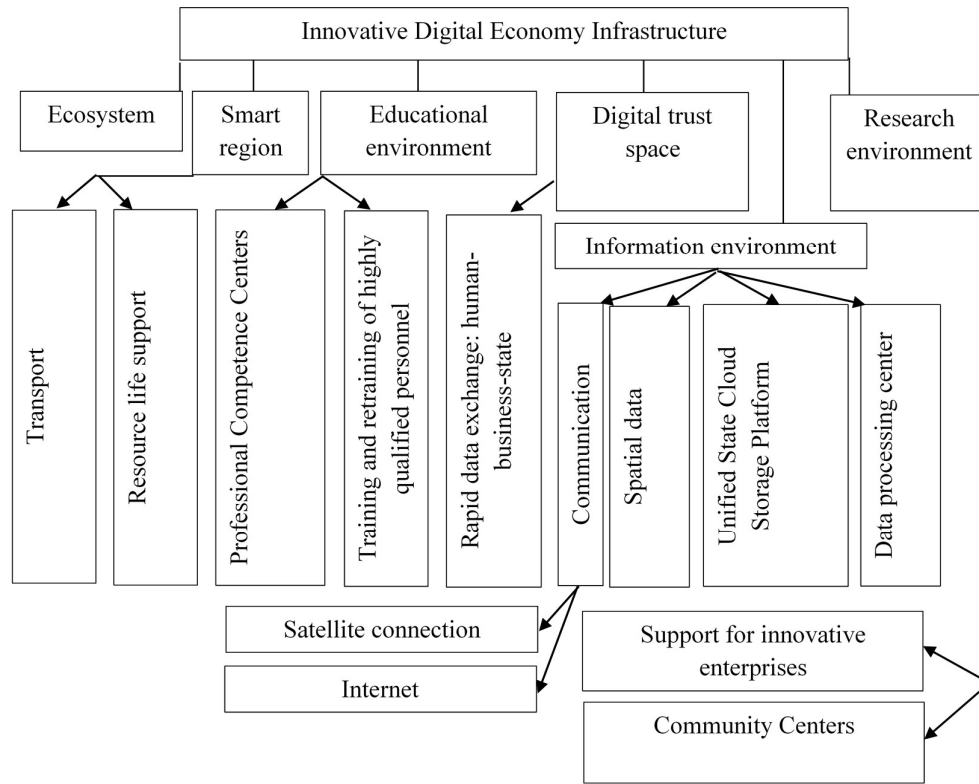 Innovative Digital Economy Infrastructure
Ecosystem
Smart
region
Educational
environment
Digital trust
space
Research
environment
Information environment
Transport
Resource life support
Professional Competence Centers
Training and retraining of highly
qualified personnel
Rapid data exchange: human-
business-state
Communication
Spatial data
Unified State Cloud
Storage Platform
Data processing center
Satellite connection
Internet
Support for innovative
enterprises
Community Centers